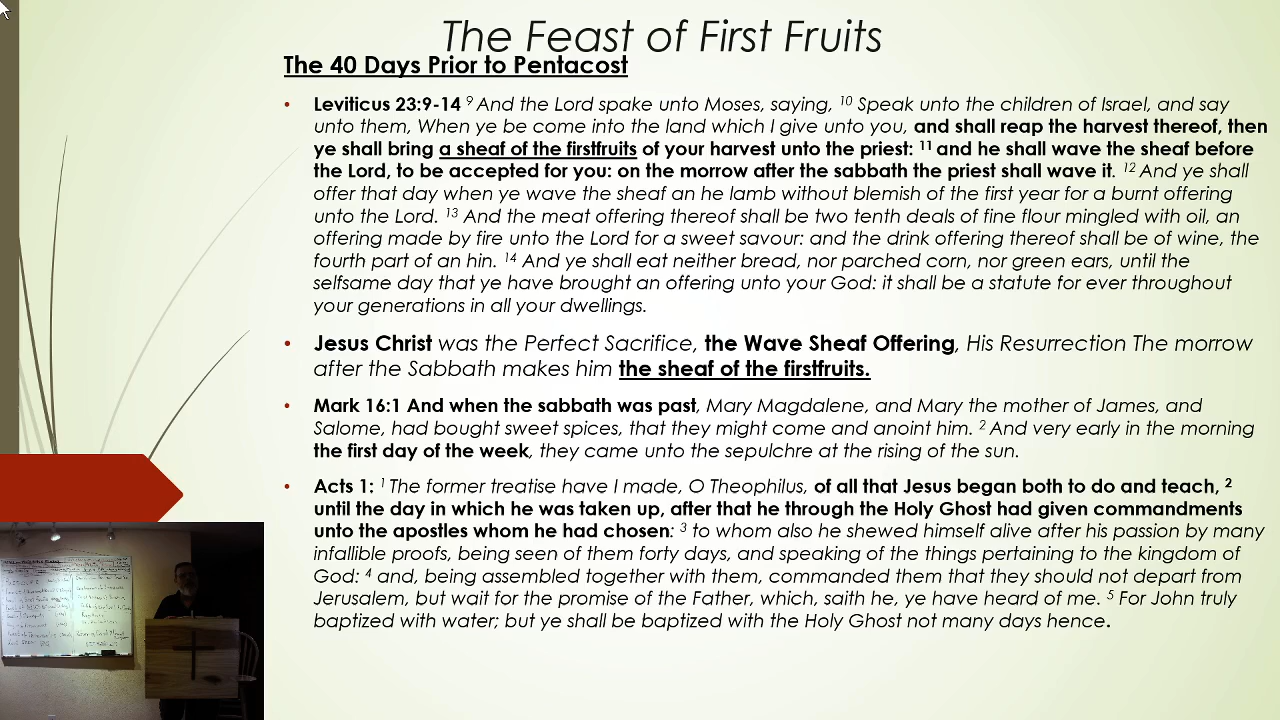 The Feast of First Fruits
The 40 Days Prior to Pentacost
• Leviticus 23:9-14 9 And the Lord spake unto Moses, saying, 10 Speak unto the children of Israel, and say
unto them, When ye be come into the land which I give unto you, and shall reap the harvest thereof, then
ye shall bring a sheaf of the firstfruits of your harvest unto the priest: 11 and he shall wave the sheaf before
the Lord, to be accepted for you: on the morrow after the sabbath the priest shall wave it. 12 And ye shall
offer that day when ye wave the sheaf an he lamb without blemish of the first year for a burnt offering
unto the Lord. 13 And the meat offering thereof shall be two tenth deals of fine flour mingled with oil, an
offering made by fire unto the Lord for a sweet savour: and the drink offering thereof shall be of wine, the
fourth part of an hin. 14 And ye shall eat neither bread, nor parched corn, nor green ears, until the
selfsame day that ye have brought an offering unto your God: it shall be a statute for ever throughout
your generations in all your dwellings.
• Jesus Christ was the Perfect Sacrifice, the Wave Sheaf Offering, His Resurrection The morrow
after the Sabbath makes him the sheaf of the firstfruits.
• Mark 16:1 And when the sabbath was past, Mary Magdalene, and Mary the mother of James, and
Salome, had bought sweet spices, that they might come and anoint him. 2 And very early in the morning
the first day of the week, they came unto the sepulchre at the rising of the sun.
• Acts 1: 1 The former treatise have I made, O Theophilus, of all that Jesus began both to do and teach, 2
until the day in which he was taken up, after that he through the Holy Ghost had given commandments
unto the apostles whom he had chosen: 3 to whom also he shewed himself alive after his passion by many
infallible proofs, being seen of them forty days, and speaking of the things pertaining to the kingdom of
God: 4 and, being assembled together with them, commanded them that they should not depart from
Jerusalem, but wait for the promise of the Father, which, saith he, ye have heard of me. 5 For John truly
baptized with water; but ye shall be baptized with the Holy Ghost not many days hence.